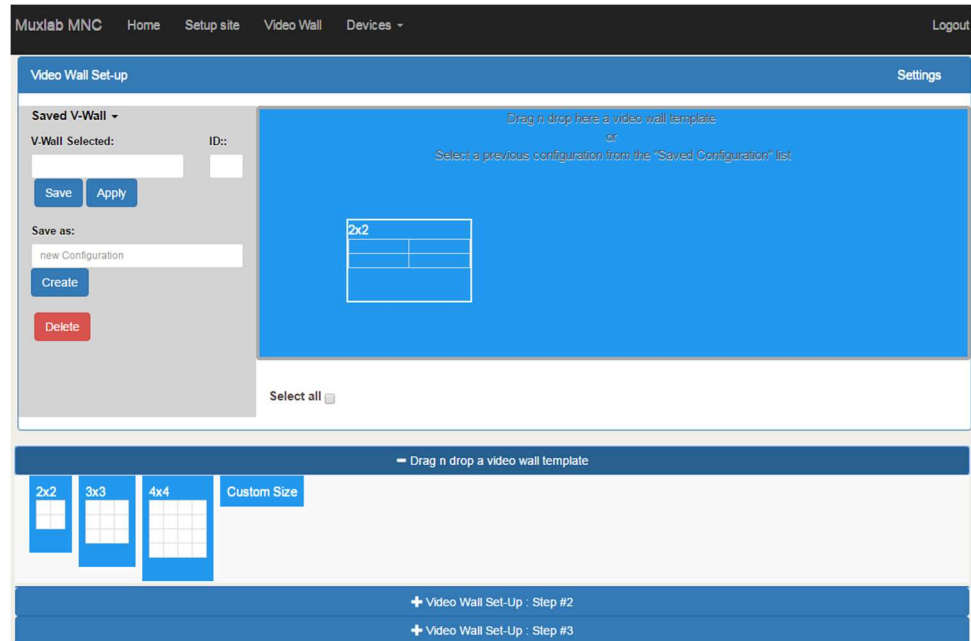 Muxlab MNC Home Setup site Video Wall Devices Logout
Video Wall Set-up Settings
Saved V-Wall
V-Wall Selected: ID::
Save Apply
Save as:
new Configuration
Create
Delete
Drag n drop here a video wall template
or
Select a previous configuration from the "Saved Configuration" list
2x2
Select all
Drag n drop a video wall template
2x2 3x3 4x4 Custom Size
Video Wall Set-Up : Step #2
Video Wall Set-Up : Step #3